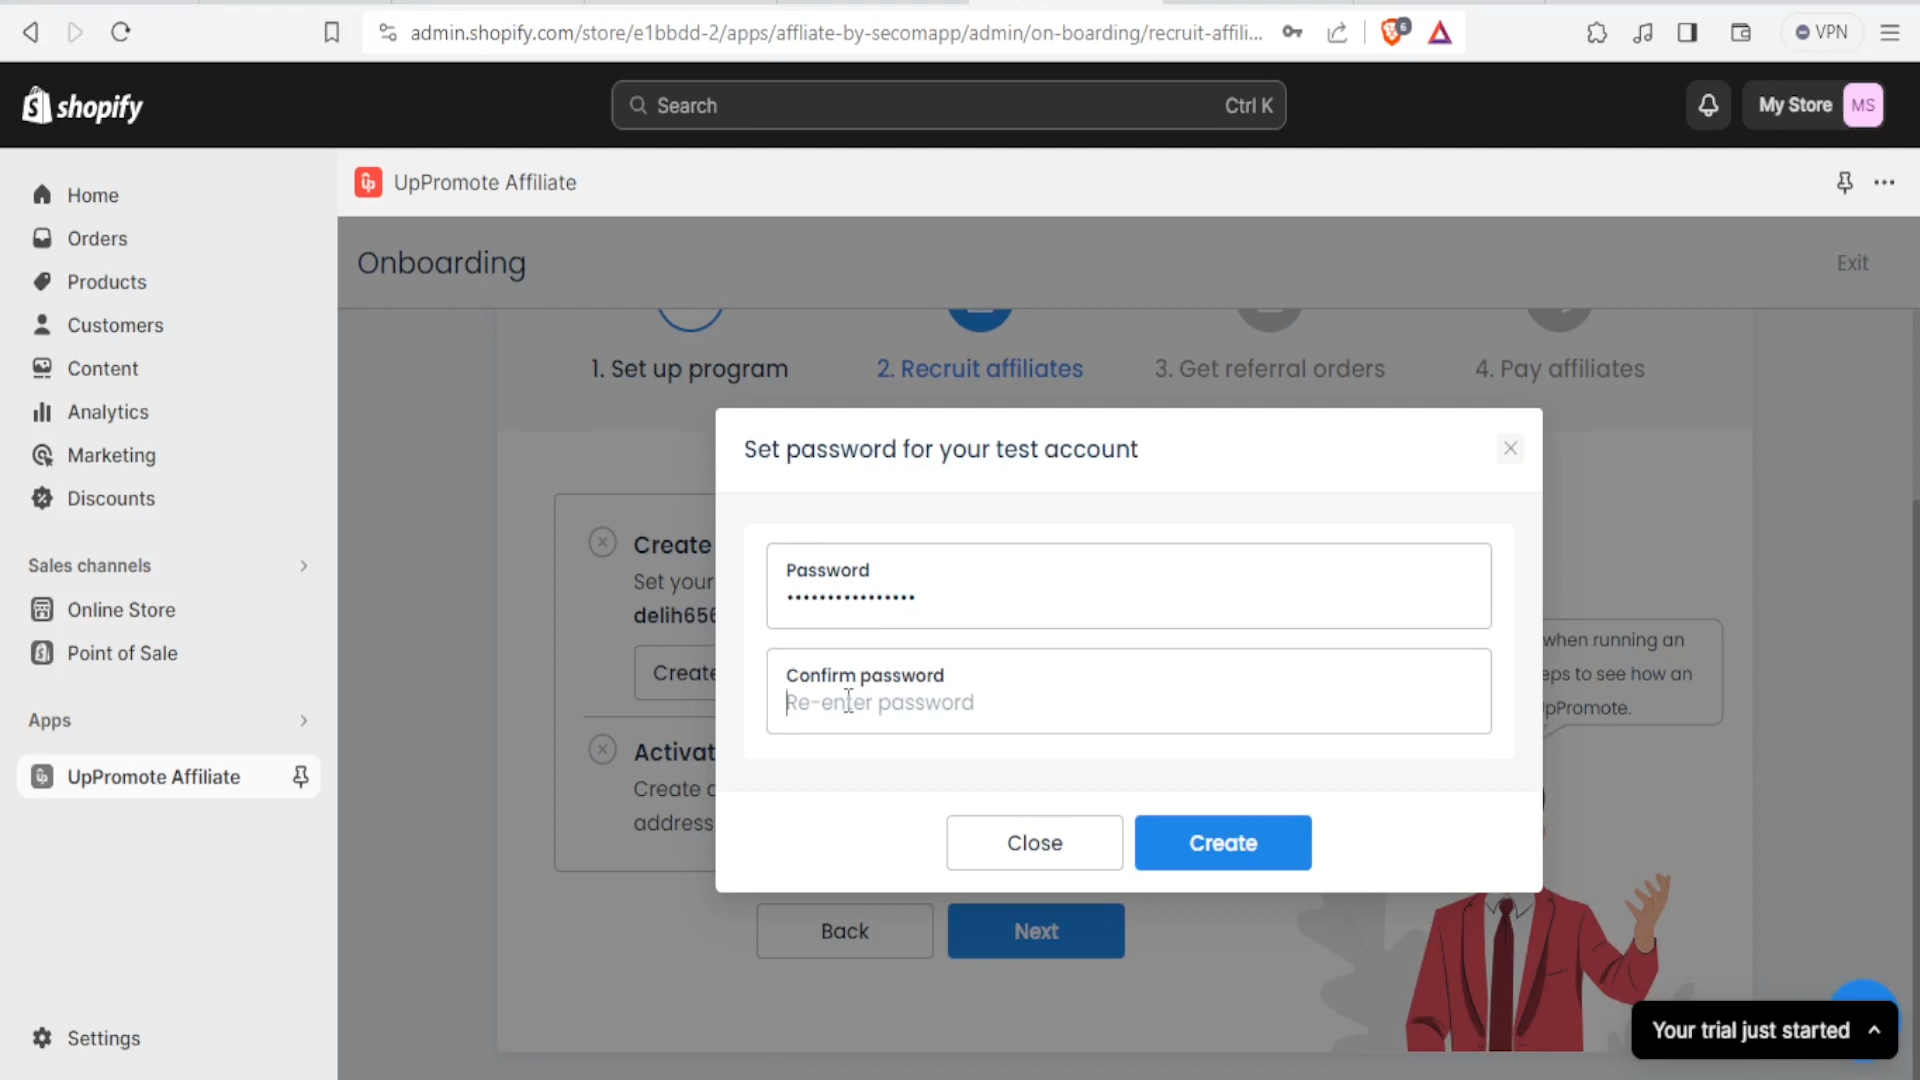 admin.shopify.com/store/e1bbdd-2/apps/affliate-by-secomapp/admin/on-boarding/recruit-affili...
6
VPN
shopify
Search
Ctrl K
My Store
MS
Home
Orders
Products
Customers
Content
Analytics
Marketing
Discounts
Sales channels
Online Store
Point of Sale
Apps
UpPromote Affiliate
Settings
UpPromote Affiliate
Onboarding
Exit
1. Set up program
2. Recruit affiliates
3. Get referral orders
4. Pay affiliates
Set password for your test account
Password
••••••••••••••••
Confirm password
Re-enter password
Close
Create
Create
Set your
delih656
Create
Activat
Create
address
when running an
eps to see how an
pPromote.
Back
Next
Your trial just started